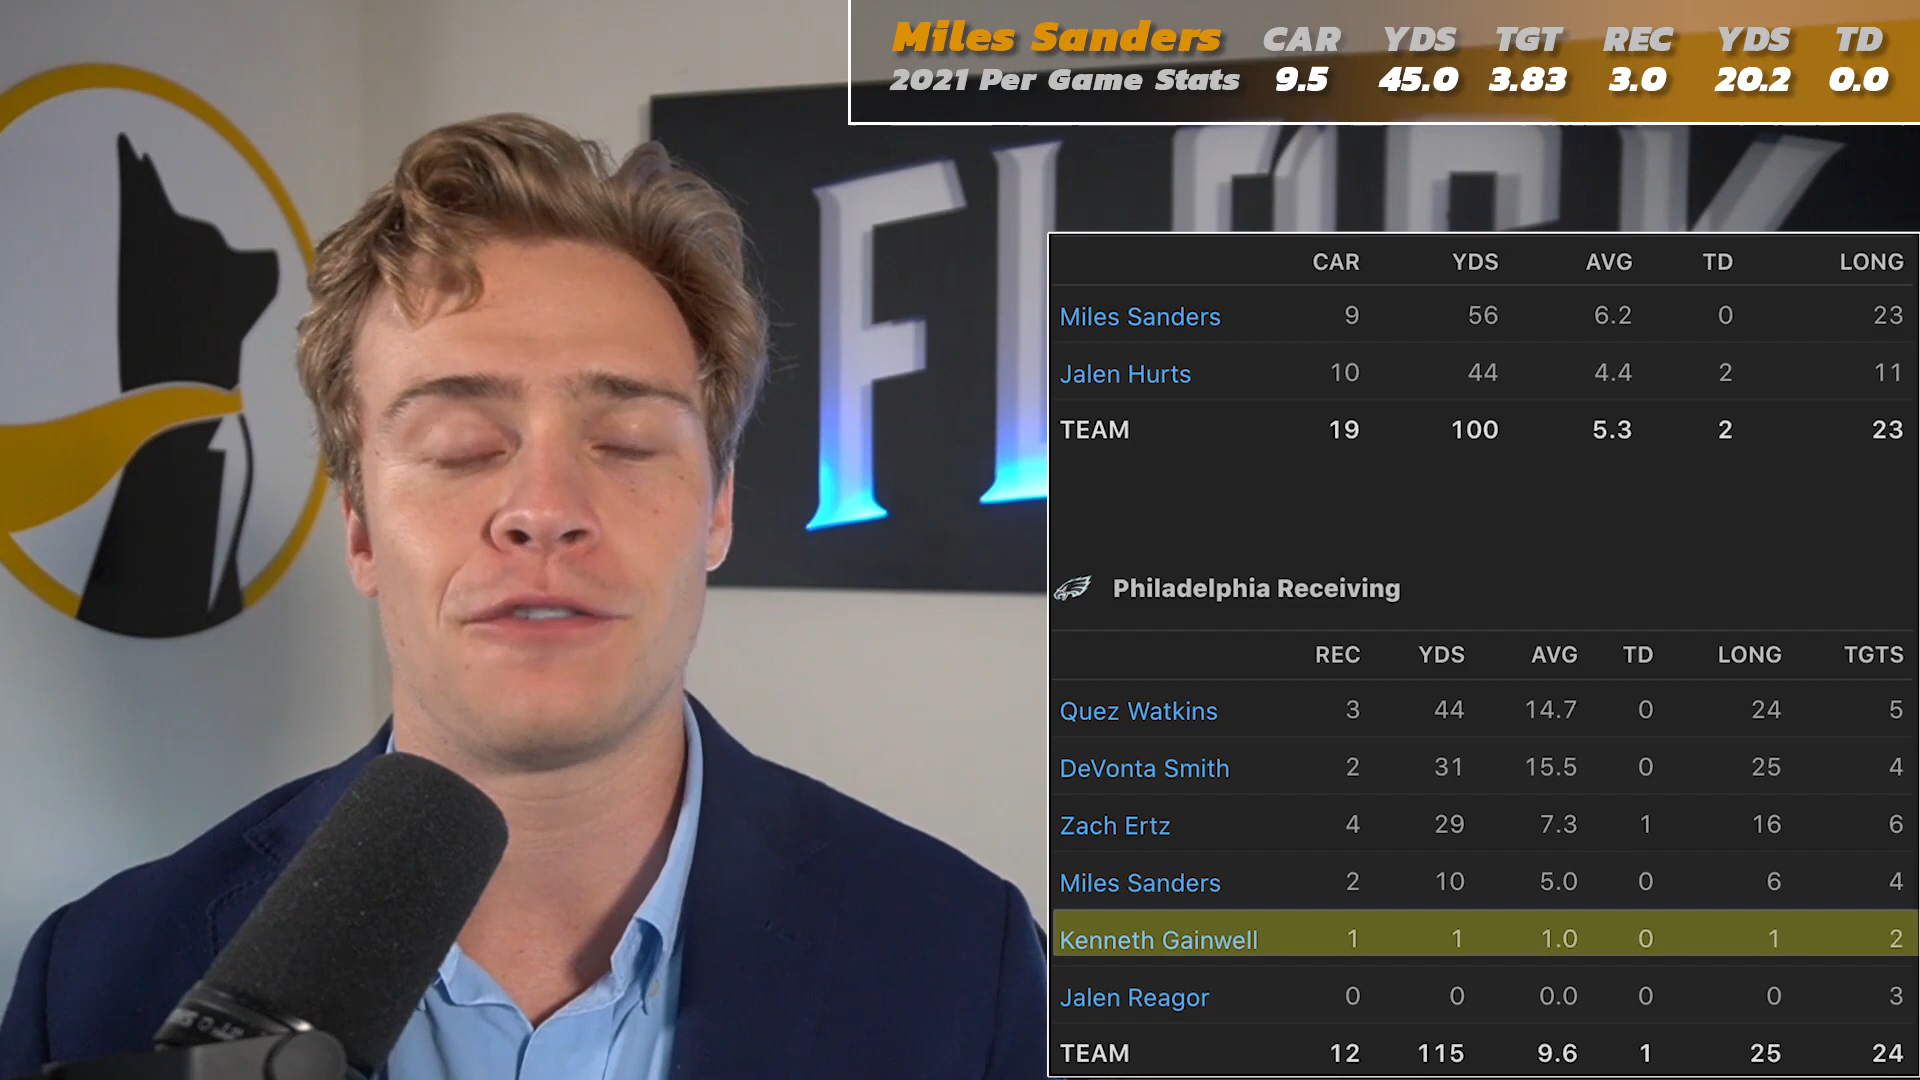 Miles Sanders CAR YDS TGT REC YDS TD
2021 Per Game Stats 9.5 45.0 3.83 3.0 20.2 0.0
FLOCK
CAR YDS AVG TD LONG
Miles Sanders 9 56 6.2 0 23
Jalen Hurts 10 44 4.4 2 11
TEAM 19 100 5.3 2 23
Philadelphia Receiving
REC YDS AVG TD LONG TGTS
Quez Watkins 3 44 14.7 0 24 5
DeVonta Smith 2 31 15.5 0 25 4
Zach Ertz 4 29 7.3 1 16 6
Miles Sanders 2 10 5.0 0 6 4
Kenneth Gainwell 1 1 1.0 0 1 2
Jalen Reagor 0 0 0.0 0 0 3
TEAM 12 115 9.6 1 25 24